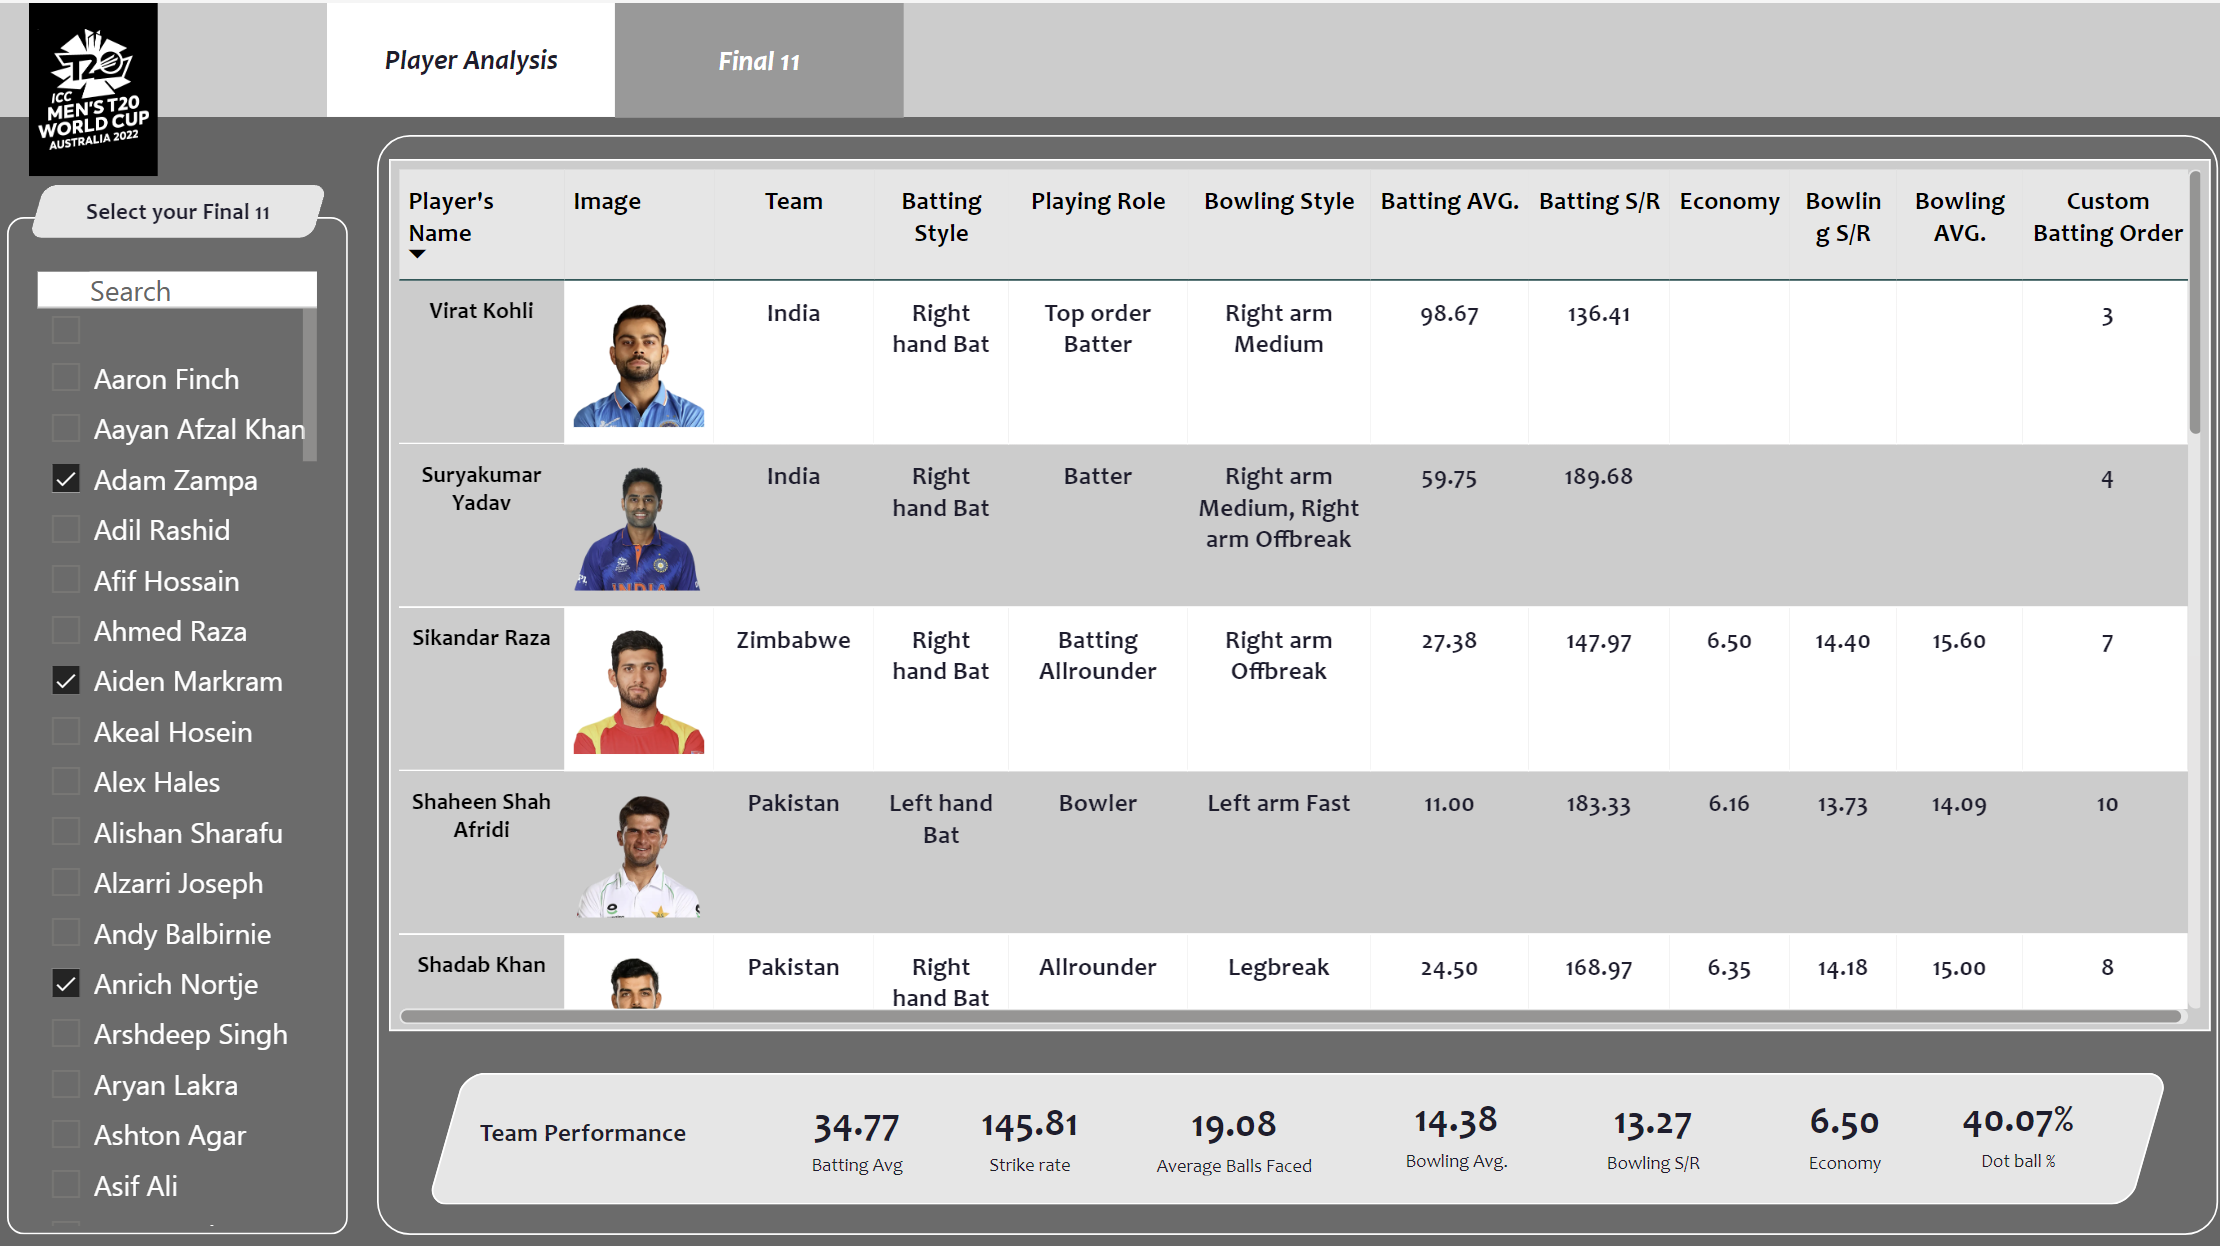 Player Analysis
Final 11
T20
ICC
MEN'S T20
WORLD CUP
AUSTRALIA 2022
Select your Final 11
Search
Aaron Finch
Aayan Afzal Khan
Adam Zampa
Adil Rashid
Afif Hossain
Ahmed Raza
Aiden Markram
Akeal Hosein
Alex Hales
Alishan Sharafu
Alzarri Joseph
Andy Balbirnie
Anrich Nortje
Arshdeep Singh
Aryan Lakra
Ashton Agar
Asif Ali
Player's
Name
Image
Team
Batting
Style
Playing Role
Bowling Style
Batting AVG.
Batting S/R
Economy
Bowlin
g S/R
Bowling
AVG.
Custom
Batting Order
Virat Kohli
India
Right
hand Bat
Top order
Batter
Right arm
Medium
98.67
136.41
3
Suryakumar
Yadav
INDIA
India
Right
hand Bat
Batter
Right arm
Medium, Right
arm Offbreak
59.75
189.68
4
Sikandar Raza
Zimbabwe
Right
hand Bat
Batting
Allrounder
Right arm
Offbreak
27.38
147.97
6.50
14.40
15.60
7
Shaheen Shah
Afridi
Pakistan
Left hand
Bat
Bowler
Left arm Fast
11.00
183.33
6.16
13.73
14.09
10
Shadab Khan
Pakistan
Right
hand Bat
Allrounder
Legbreak
24.50
168.97
6.35
14.18
15.00
8
Team Performance
34.77
Batting Avg
145.81
Strike rate
19.08
Average Balls Faced
14.38
Bowling Avg.
13.27
Bowling S/R
6.50
Economy
40.07%
Dot ball %